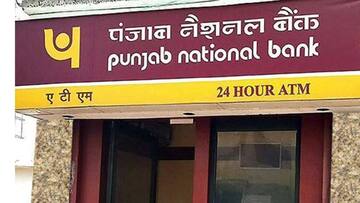 पंजाब नैशनल बैंक
punjab national bank
ए टी एम 24 HOUR ATM